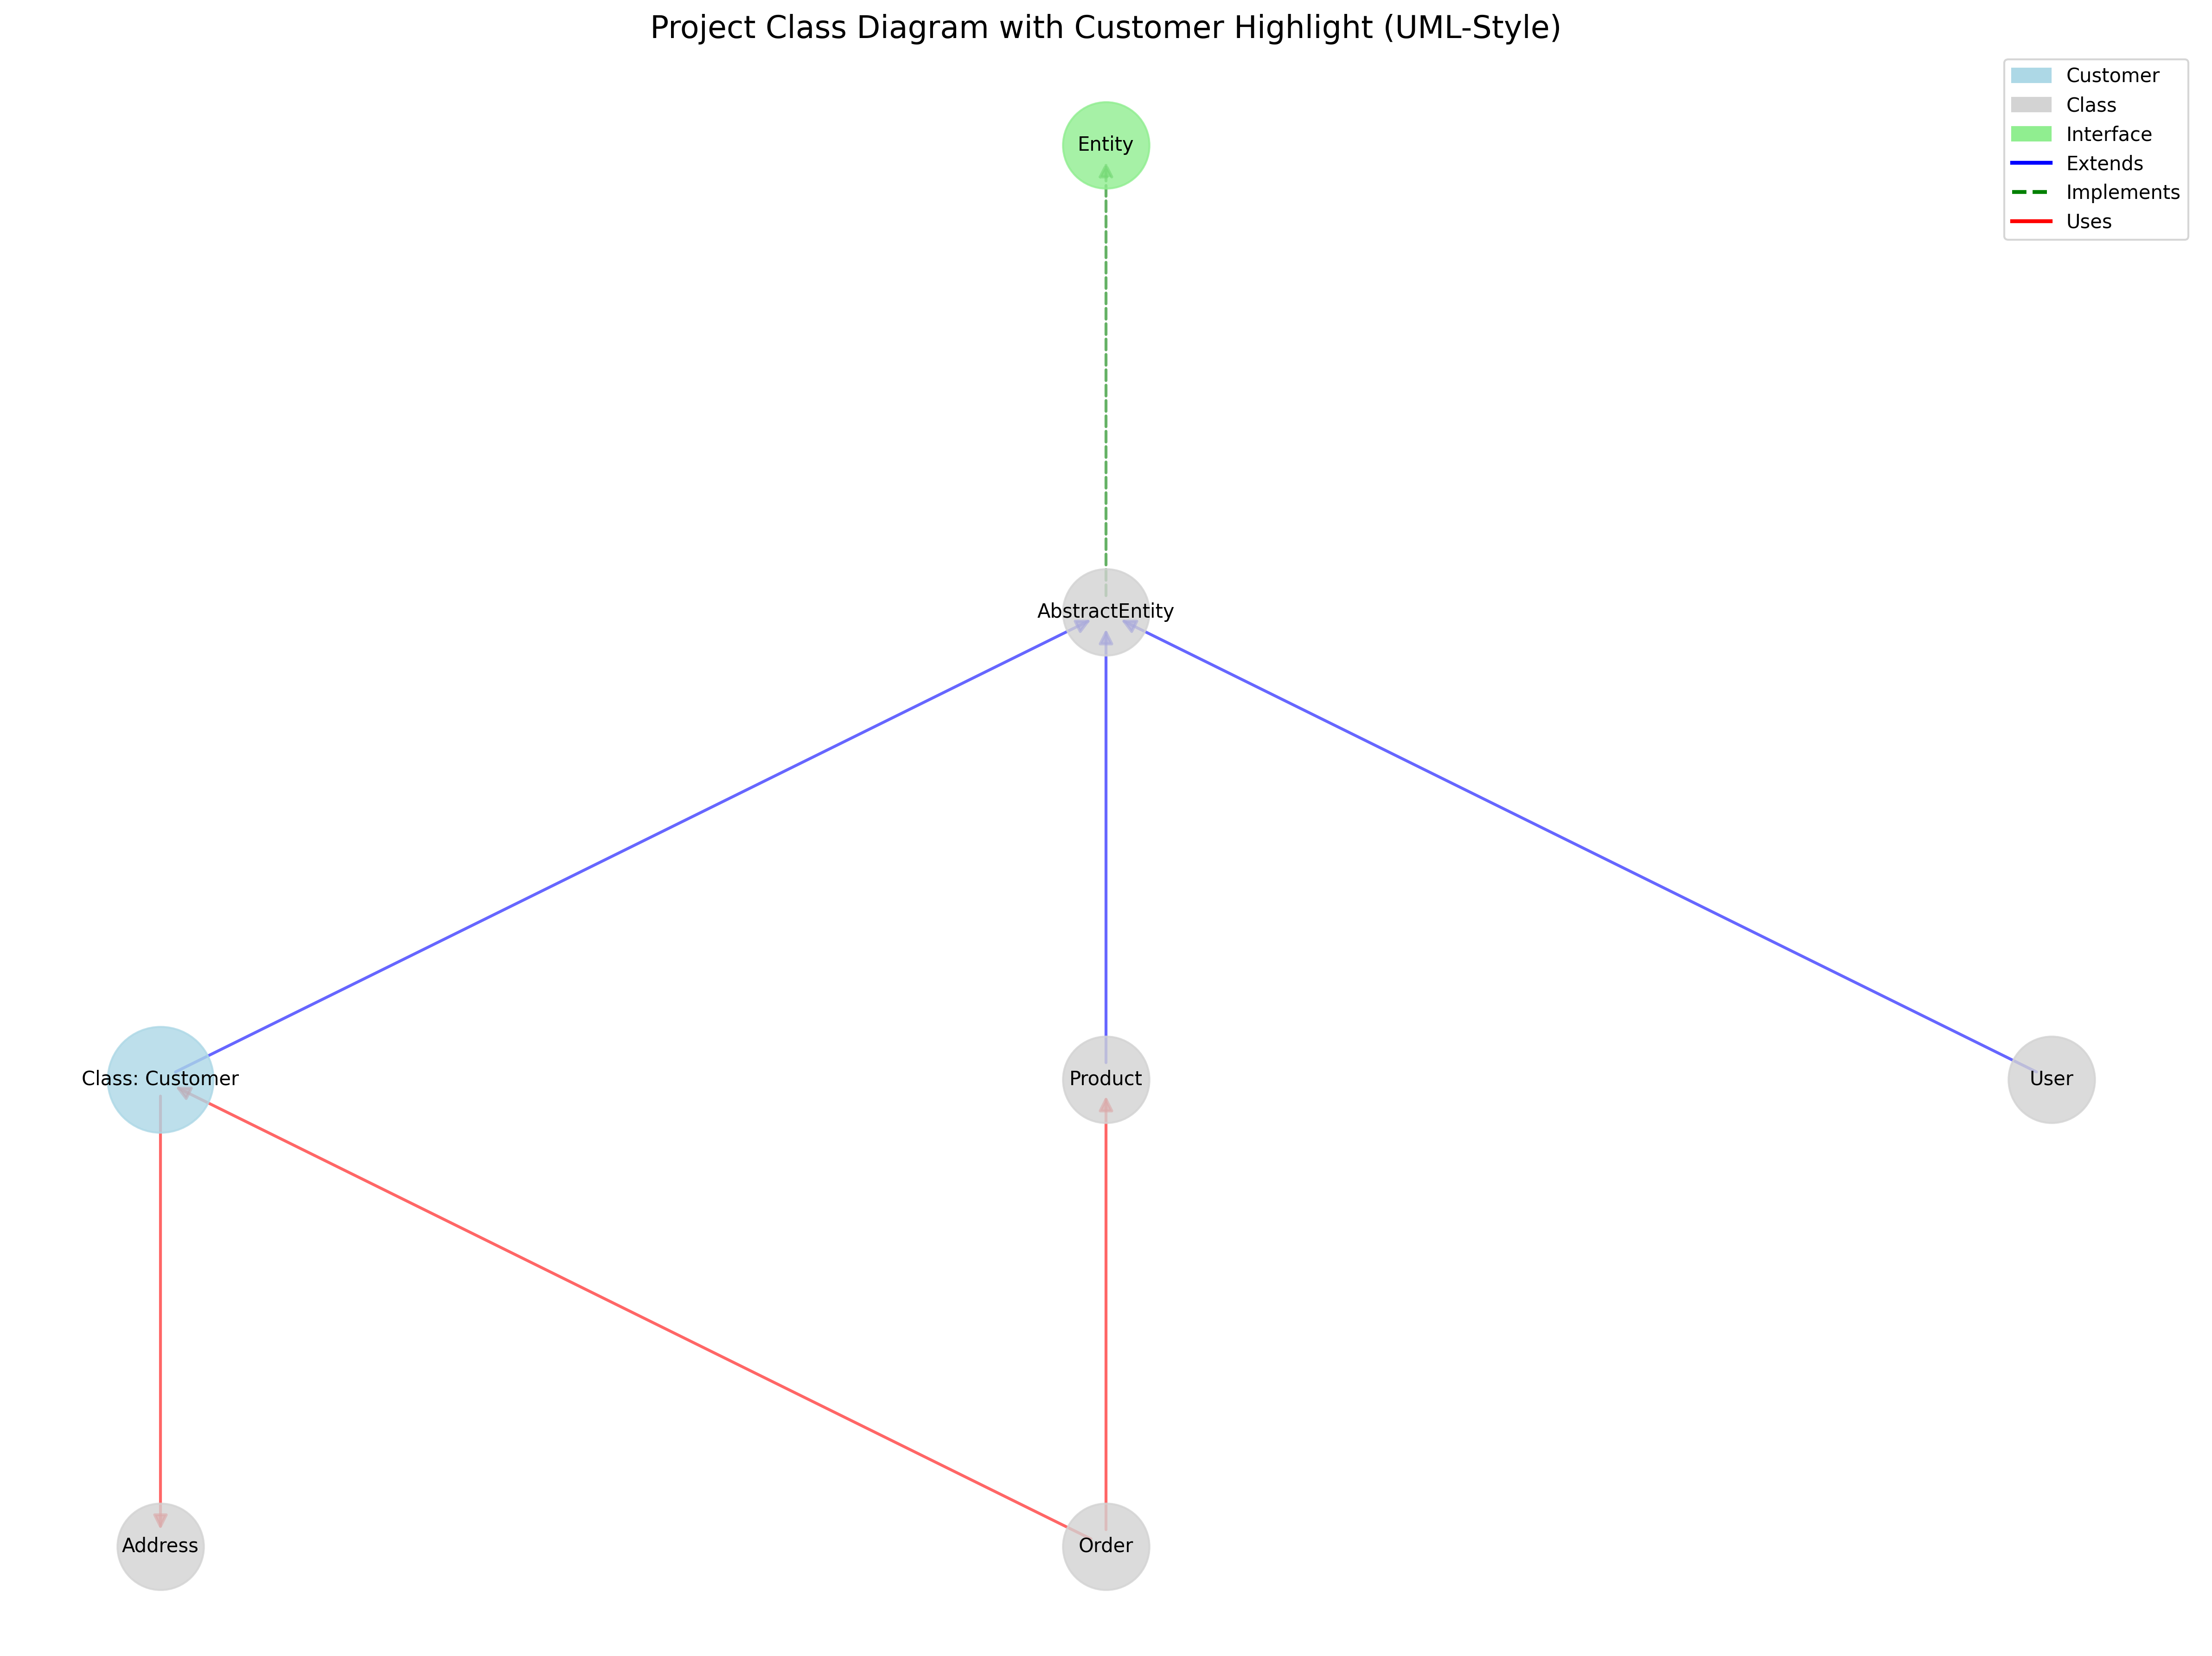 Project Class Diagram with Customer Highlight (UML-Style)
Customer
Class
Interface
Extends
Implements
Uses
Entity
AbstractEntity
Class: Customer
Product
User
Address
Order